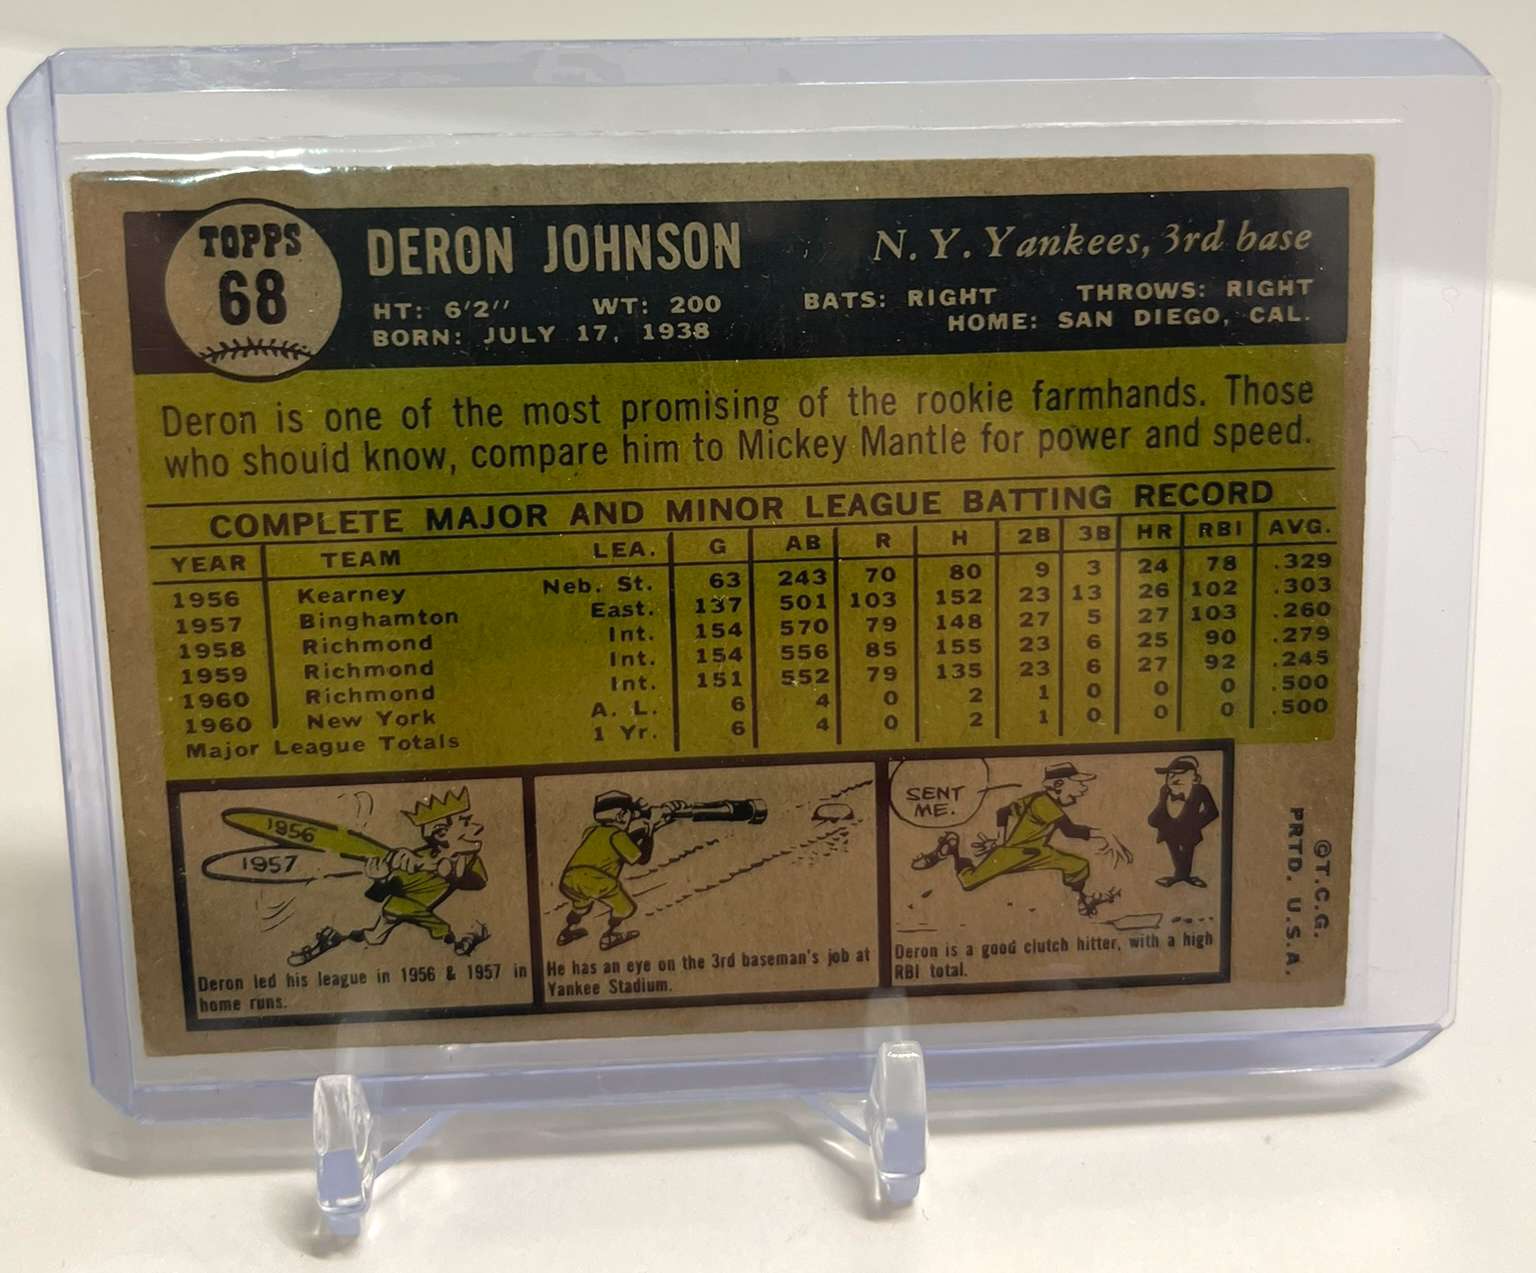 TOPPS
68
DERON JOHNSON
N. Y. Yankees, 3rd base
HT: 6'2'' WT: 200 BATS: RIGHT THROWS: RIGHT
BORN: JULY 17, 1938 HOME: SAN DIEGO, CAL.
Deron is one of the most promising of the rookie farmhands. Those
who should know, compare him to Mickey Mantle for power and speed.
COMPLETE MAJOR AND MINOR LEAGUE BATTING RECORD
YEAR TEAM LEA. G AB R H 2B 3B HR RBI AVG.
1956 Kearney Neb. St. 63 243 70 80 9 3 24 78 .329
1957 Binghamton East. 137 501 103 152 23 13 26 102 .303
1958 Richmond Int. 154 570 79 148 27 5 27 103 .260
1959 Richmond Int. 154 556 85 155 23 6 25 90 .279
1960 Richmond Int. 151 552 79 135 23 6 27 92 .245
1960 New York A. L. 6 4 0 2 1 0 0 0 .500
Major League Totals 1 Yr. 6 4 0 2 1 0 0 0 .500
1956
1957
Deron led his league in 1956 & 1957 in
home runs.
He has an eye on the 3rd baseman's job at
Yankee Stadium.
SENT
ME.
Deron is a good clutch hitter, with a high
RBI total.
©T.C.G.
PRTD. U.S.A.